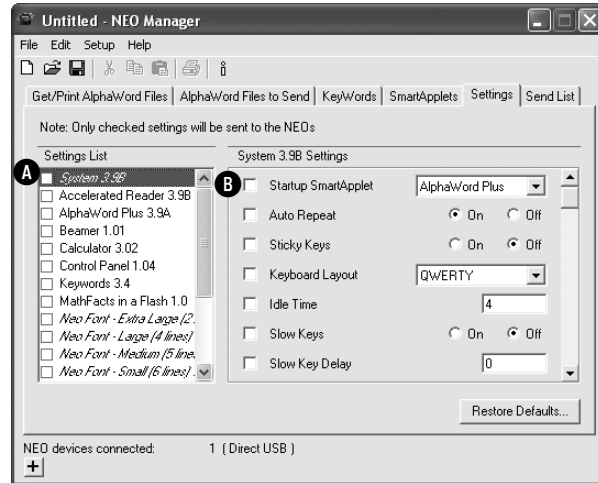 Untitled - NEO Manager
File Edit Setup Help
Get/Print AlphaWord Files AlphaWord Files to Send KeyWords SmartApplets Settings Send List
Note: Only checked settings will be sent to the NEOs
Settings List
A
System 3.9B
Accelerated Reader 3.9B
AlphaWord Plus 3.9A
Beamer 1.01
Calculator 3.02
Control Panel 1.04
Keywords 3.4
MathFacts in a Flash 1.0
Neo Font - Extra Large (2
Neo Font - Large (4 lines)
Neo Font - Medium (5 line
Neo Font - Small (6 lines) .
System 3.9B Settings
B
Startup SmartApplet AlphaWord Plus
Auto Repeat On Off
Sticky Keys On Off
Keyboard Layout QWERTY
Idle Time 4
Slow Keys On Off
Slow Key Delay 0
Restore Defaults...
NEO devices connected: 1 ( Direct USB )
+